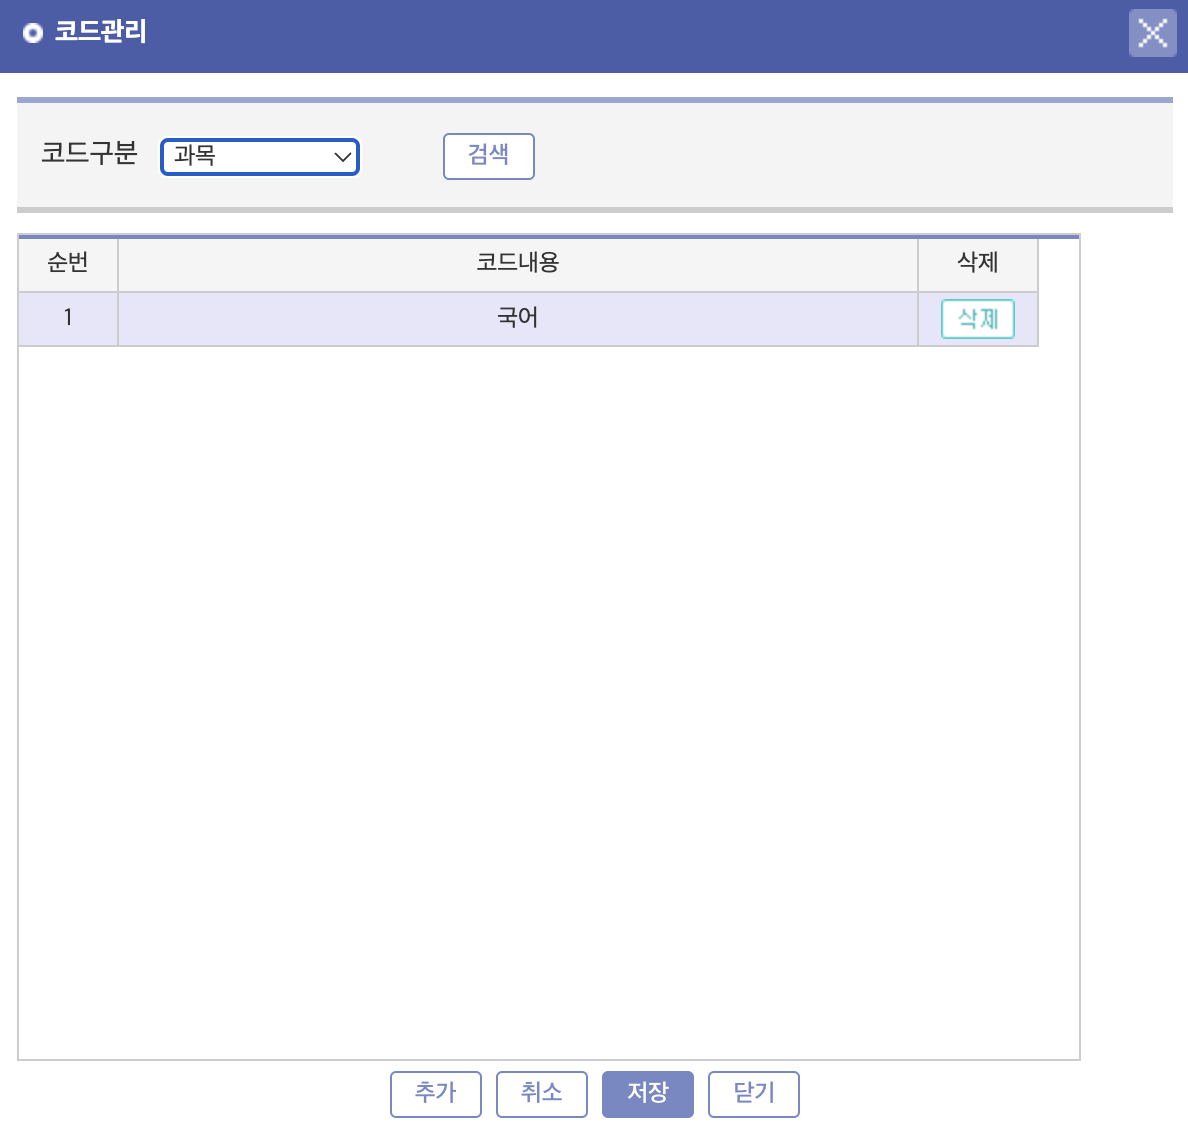 코드관리
코드구분 과목 검색
순번 코드내용 삭제
1 국어 삭제
추가 취소 저장 닫기